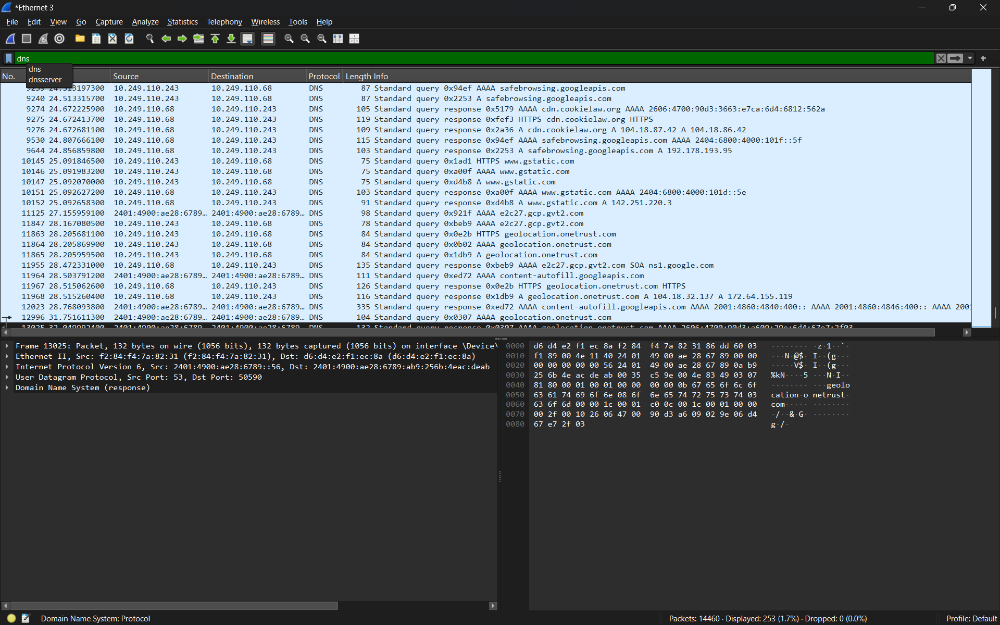 *Ethernet 3
File Edit View Go Capture Analyze Statistics Telephony Wireless Tools Help
dns
dns
dnsserver
No. Source Destination Protocol Length Info
9239 24.513197300 10.249.110.243 10.249.110.68 DNS 87 Standard query 0x94ef AAAA safebrowsing.googleapis.com
9240 24.513315700 10.249.110.243 10.249.110.68 DNS 87 Standard query 0x2253 A safebrowsing.googleapis.com
9274 24.672225900 10.249.110.68 10.249.110.243 DNS 105 Standard query response 0x5179 AAAA cdn.cookielaw.org AAAA 2606:4700:90d3:3663:e7ca:6d4:6812:562a
9275 24.672413700 10.249.110.68 10.249.110.243 DNS 119 Standard query response 0xfef3 HTTPS cdn.cookielaw.org HTTPS
9276 24.672681100 10.249.110.68 10.249.110.243 DNS 109 Standard query response 0x2a36 A cdn.cookielaw.org A 104.18.87.42 A 104.18.86.42
9530 24.807666100 10.249.110.68 10.249.110.243 DNS 115 Standard query response 0x94ef AAAA safebrowsing.googleapis.com AAAA 2404:6800:4000:101f::5f
9644 24.856859800 10.249.110.68 10.249.110.243 DNS 103 Standard query response 0x2253 A safebrowsing.googleapis.com A 192.178.193.95
10145 25.091846500 10.249.110.243 10.249.110.68 DNS 75 Standard query 0x1ad1 HTTPS www.gstatic.com
10146 25.091983200 10.249.110.243 10.249.110.68 DNS 75 Standard query 0xa00f AAAA www.gstatic.com
10147 25.092070000 10.249.110.243 10.249.110.68 DNS 75 Standard query 0xd4b8 A www.gstatic.com
10151 25.092627200 10.249.110.68 10.249.110.243 DNS 103 Standard query response 0xa00f AAAA www.gstatic.com AAAA 2404:6800:4000:101d::5e
10152 25.092658300 10.249.110.68 10.249.110.243 DNS 91 Standard query response 0xd4b8 A www.gstatic.com A 142.251.220.3
11125 27.155959100 2401:4900:ae28:6789… 2401:4900:ae28:6789… DNS 98 Standard query 0x921f AAAA e2c27.gcp.gvt2.com
11847 28.167080500 10.249.110.243 10.249.110.68 DNS 78 Standard query 0xbeb9 AAAA e2c27.gcp.gvt2.com
11863 28.205681100 10.249.110.243 10.249.110.68 DNS 84 Standard query 0x0e2b HTTPS geolocation.onetrust.com
11864 28.205869900 10.249.110.243 10.249.110.68 DNS 84 Standard query 0x0b02 AAAA geolocation.onetrust.com
11865 28.205959500 10.249.110.243 10.249.110.68 DNS 84 Standard query 0x1db9 A geolocation.onetrust.com
11955 28.472331000 10.249.110.68 10.249.110.243 DNS 135 Standard query response 0xbeb9 AAAA e2c27.gcp.gvt2.com SOA ns1.google.com
11964 28.503791200 2401:4900:ae28:6789… 2401:4900:ae28:6789… DNS 111 Standard query 0xed72 AAAA content-autofill.googleapis.com
11967 28.515062600 10.249.110.68 10.249.110.243 DNS 126 Standard query response 0x0e2b HTTPS geolocation.onetrust.com HTTPS
11968 28.515260400 10.249.110.68 10.249.110.243 DNS 116 Standard query response 0x1db9 A geolocation.onetrust.com A 104.18.32.137 A 172.64.155.119
12023 28.768093800 2401:4900:ae28:6789… 2401:4900:ae28:6789… DNS 335 Standard query response 0xed72 AAAA content-autofill.googleapis.com AAAA 2001:4860:4840:400:: AAAA 2001:4860:4846:400:: AAAA 2001
12996 31.751611300 2401:4900:ae28:6789… 2401:4900:ae28:6789… DNS 104 Standard query 0x0307 AAAA geolocation.onetrust.com
13025 32.049992400 2401:4900:ae28:6789 2401:4900:ae28:6789 DNS 132 Standard query response 0x0307 AAAA geolocation.onetrust.com AAAA 2606:4700:90d3:a609:29e:6d4:67e7:2f03
Frame 13025: Packet, 132 bytes on wire (1056 bits), 132 bytes captured (1056 bits) on interface \Device\
Ethernet II, Src: f2:84:f4:7a:82:31 (f2:84:f4:7a:82:31), Dst: d6:d4:e2:f1:ec:8a (d6:d4:e2:f1:ec:8a)
Internet Protocol Version 6, Src: 2401:4900:ae28:6789::56, Dst: 2401:4900:ae28:6789:ab9:256b:4eac:deab
User Datagram Protocol, Src Port: 53, Dst Port: 50590
Domain Name System (response)
0000 d6 d4 e2 f1 ec 8a f2 84 f4 7a 82 31 86 dd 60 03 ········ ·z·1··`·
0010 f1 89 00 4e 11 40 24 01 49 00 ae 28 67 89 00 00 ···N·@$· I··(g···
0020 00 00 00 00 00 56 24 01 49 00 ae 28 67 89 0a b9 ·····V$· I··(g···
0030 25 6b 4e ac de ab 00 35 c5 9e 00 4e 83 49 03 07 %kN····5 ···N·I··
0040 81 80 00 01 00 01 00 00 00 00 0b 67 65 6f 6c 6f ········ ···geolo
0050 63 61 74 69 6f 6e 08 6f 6e 65 74 72 75 73 74 03 cation·o netrust·
0060 63 6f 6d 00 00 1c 00 01 c0 0c 00 1c 00 01 00 00 com····· ········
0070 00 2f 00 10 26 06 47 00 90 d3 a6 09 02 9e 06 d4 ·/··&·G· ········
0080 67 e7 2f 03 g·/·
Domain Name System: Protocol
Packets: 14460 · Displayed: 253 (1.7%) · Dropped: 0 (0.0%)
Profile: Default